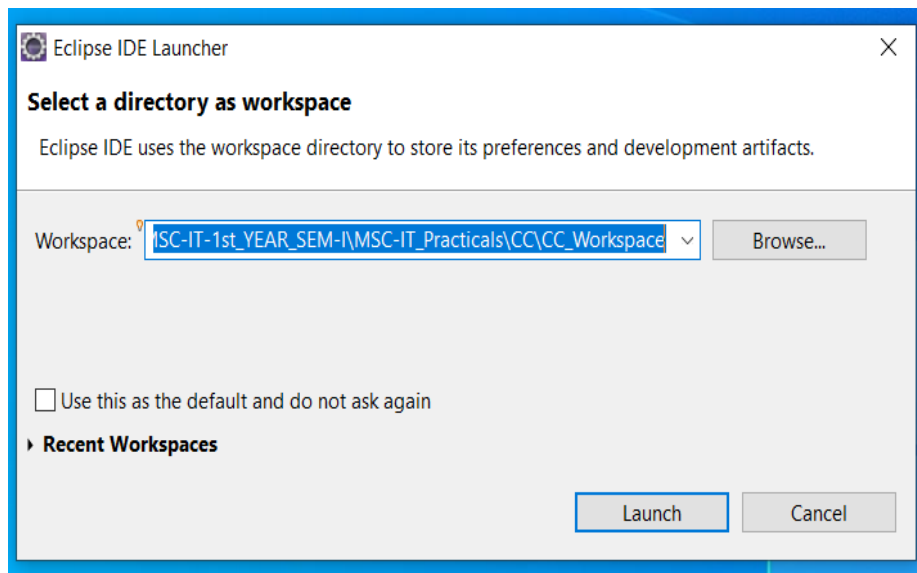 Eclipse IDE Launcher
Select a directory as workspace
Eclipse IDE uses the workspace directory to store its preferences and development artifacts.
Workspace: MSC-IT-1st_YEAR_SEM-I\MSC-IT_Practicals\CC\CC_Workspace Browse...
Use this as the default and do not ask again
Recent Workspaces
Launch Cancel